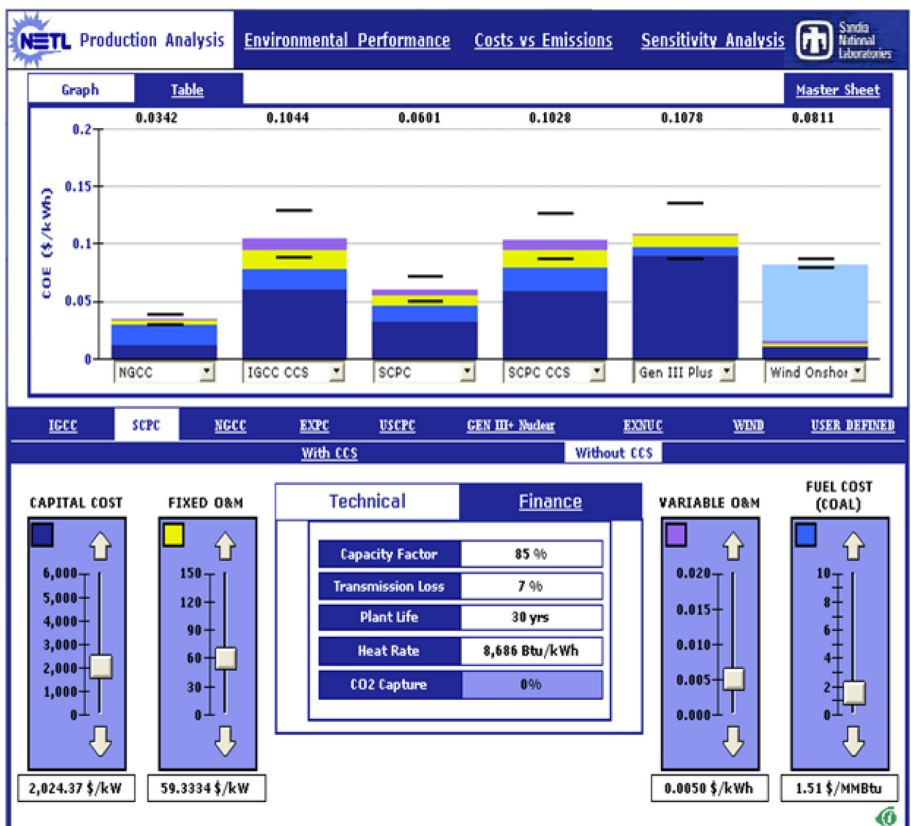 NETL Production Analysis Environmental Performance Costs vs Emissions Sensitivity Analysis Sandia National Laboratories
Graph Table Master Sheet
0.0342 0.1044 0.0601 0.1028 0.1078 0.0811
COE ($/kWh)
0.2
0.15
0.1
0.05
0
NGCC IGCC CCS SCPC SCPC CCS Gen III Plus Wind Onshor
IGCC SCPC NGCC EXPC USCPC GEN III+ Nuclear EXNUC WIND USER DEFINED
With CCS Without CCS
CAPITAL COST
6,000
5,000
4,000
3,000
2,000
1,000
0
2,024.37 $/kW
FIXED O&M
150
120
90
60
30
0
59.3334 $/kW
Technical Finance
Capacity Factor 85 %
Transmission Loss 7 %
Plant Life 30 yrs
Heat Rate 8,686 Btu/kWh
CO2 Capture 0%
VARIABLE O&M
0.020
0.015
0.010
0.005
0.000
0.0050 $/kWh
FUEL COST
(COAL)
10
8
6
4
2
0
1.51 $/MMBtu